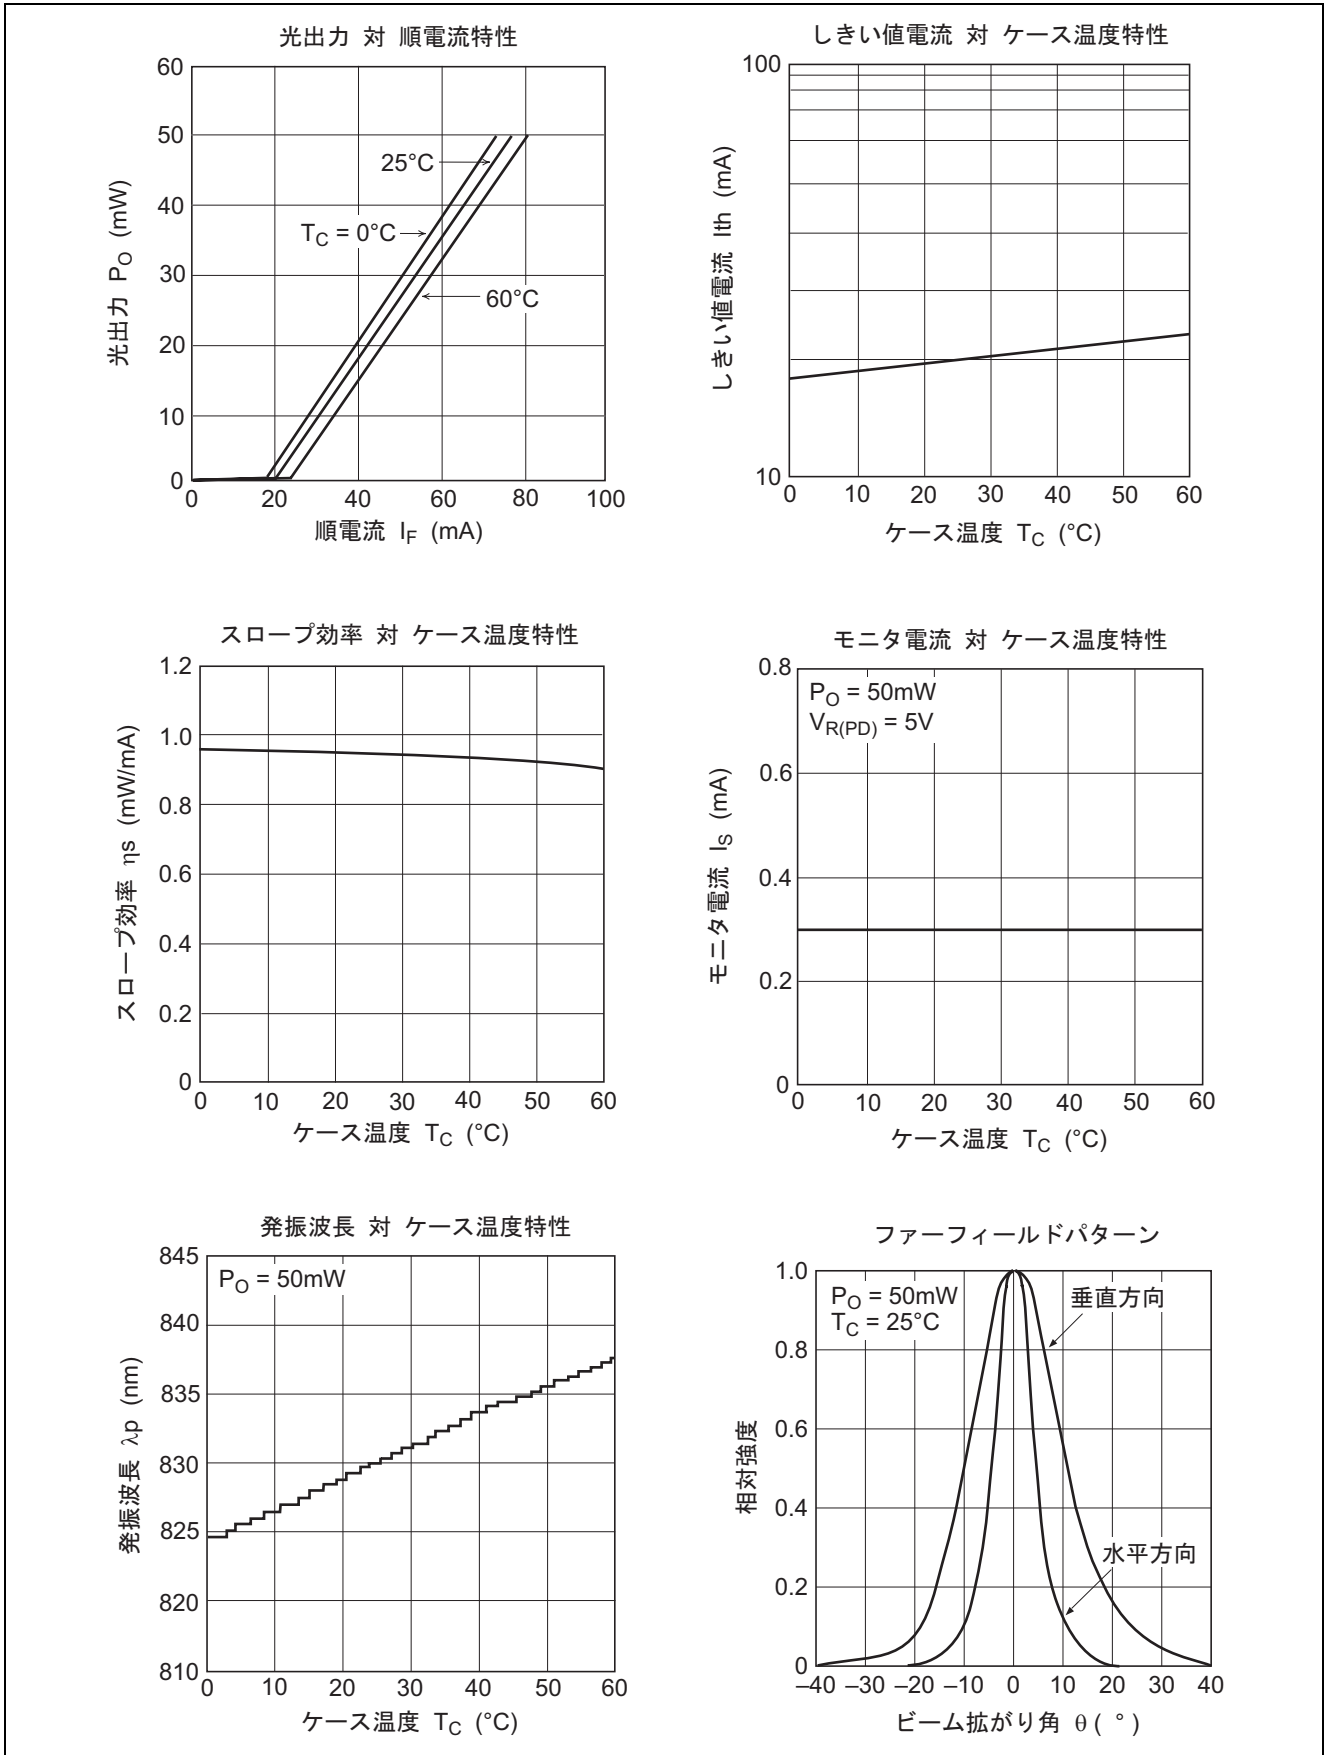 光出力 対 順電流特性
60
50
40
30
20
10
0
光出力 PO (mW)
25°C
TC = 0°C
60°C
0 20 40 60 80 100
順電流 IF (mA)
しきい値電流 対 ケース温度特性
100
10
しきい値電流 Ith (mA)
0 10 20 30 40 50 60
ケース温度 TC (°C)
スロープ効率 対 ケース温度特性
1.2
1.0
0.8
0.6
0.4
0.2
0
スロープ効率 ηs (mW/mA)
0 10 20 30 40 50 60
ケース温度 TC (°C)
モニタ電流 対 ケース温度特性
0.8
0.6
0.4
0.2
0
モニタ電流 IS (mA)
PO = 50mW
VR(PD) = 5V
0 10 20 30 40 50 60
ケース温度 TC (°C)
発振波長 対 ケース温度特性
845
840
835
830
825
820
810
発振波長 λp (nm)
PO = 50mW
0 10 20 30 40 50 60
ケース温度 TC (°C)
ファーフィールドパターン
1.0
0.8
0.6
0.4
0.2
0
相対強度
PO = 50mW
TC = 25°C
垂直方向
水平方向
–40 –30 –20 –10 0 10 20 30 40
ビーム拡がり角 θ ( ° )